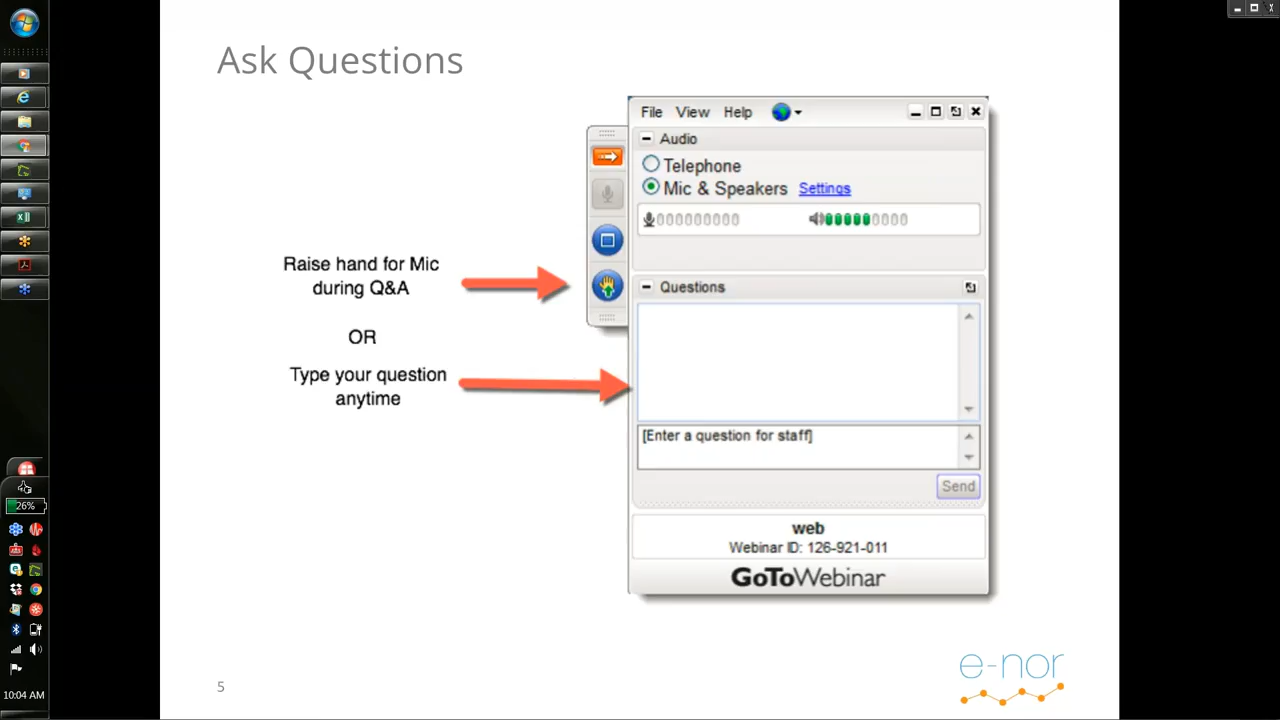 Ask Questions
File View Help
Audio
Telephone
Mic & Speakers Settings
Raise hand for Mic
during Q&A
OR
Type your question
anytime
Questions
[Enter a question for staff]
Send
web
Webinar ID: 126-921-011
GoToWebinar
5
e-nor
26%
10:04 AM